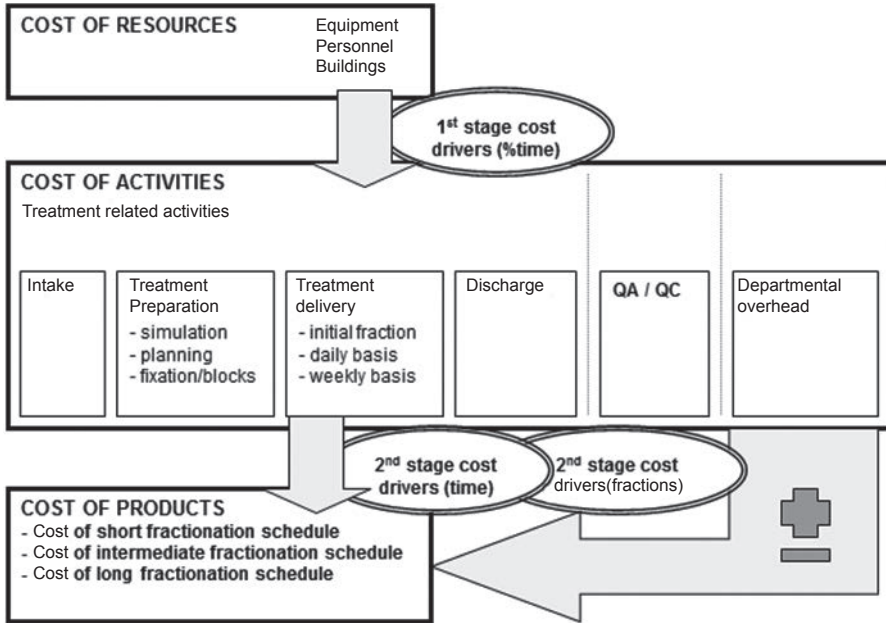 COST OF RESOURCES
Equipment
Personnel
Buildings
1st stage cost
drivers (%time)
COST OF ACTIVITIES
Treatment related activities
Intake
Treatment
Preparation
- simulation
- planning
- fixation/blocks
Treatment
delivery
- initial fraction
- daily basis
- weekly basis
Discharge
QA / QC
Departmental
overhead
2nd stage cost
drivers (time)
2nd stage cost
drivers(fractions)
COST OF PRODUCTS
- Cost of short fractionation schedule
- Cost of intermediate fractionation schedule
- Cost of long fractionation schedule